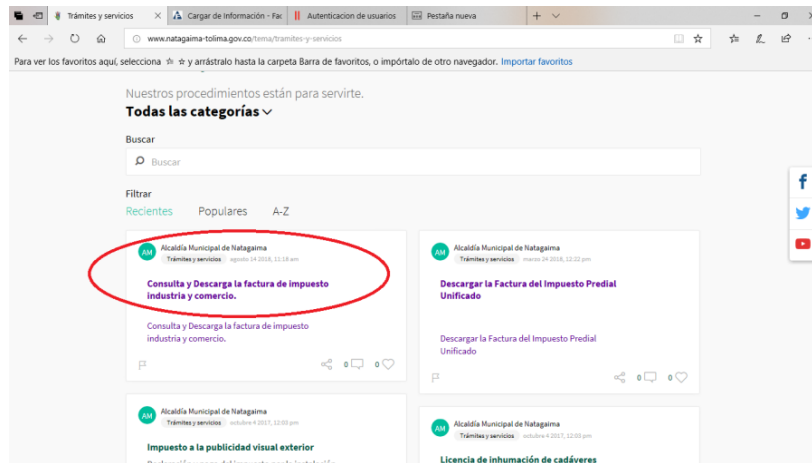 Trámites y servicios
Cargar de Información - Fac
Autenticacion de usuarios
Pestaña nueva
www.natagaima-tolima.gov.co/tema/tramites-y-servicios
Para ver los favoritos aquí, selecciona y arrástralo hasta la carpeta Barra de favoritos, o impórtalo de otro navegador. Importar favoritos
Nuestros procedimientos están para servirte.
Todas las categorías
Buscar
Buscar
Filtrar
Recientes Populares A-Z
AM
Alcaldía Municipal de Natagaima
Trámites y servicios agosto 14 2018, 11:18 am
Consulta y Descarga la factura de impuesto
industria y comercio.
Consulta y Descarga la factura de impuesto
industria y comercio.
0 0
AM
Alcaldía Municipal de Natagaima
Trámites y servicios marzo 24 2018, 12:22 pm
Descargar la Factura del Impuesto Predial
Unificado
Descargar la Factura del Impuesto Predial
Unificado
0 0
AM
Alcaldía Municipal de Natagaima
Trámites y servicios octubre 4 2017, 12:03 pm
Impuesto a la publicidad visual exterior
AM
Alcaldía Municipal de Natagaima
Trámites y servicios octubre 4 2017, 12:03 pm
Licencia de inhumación de cadáveres